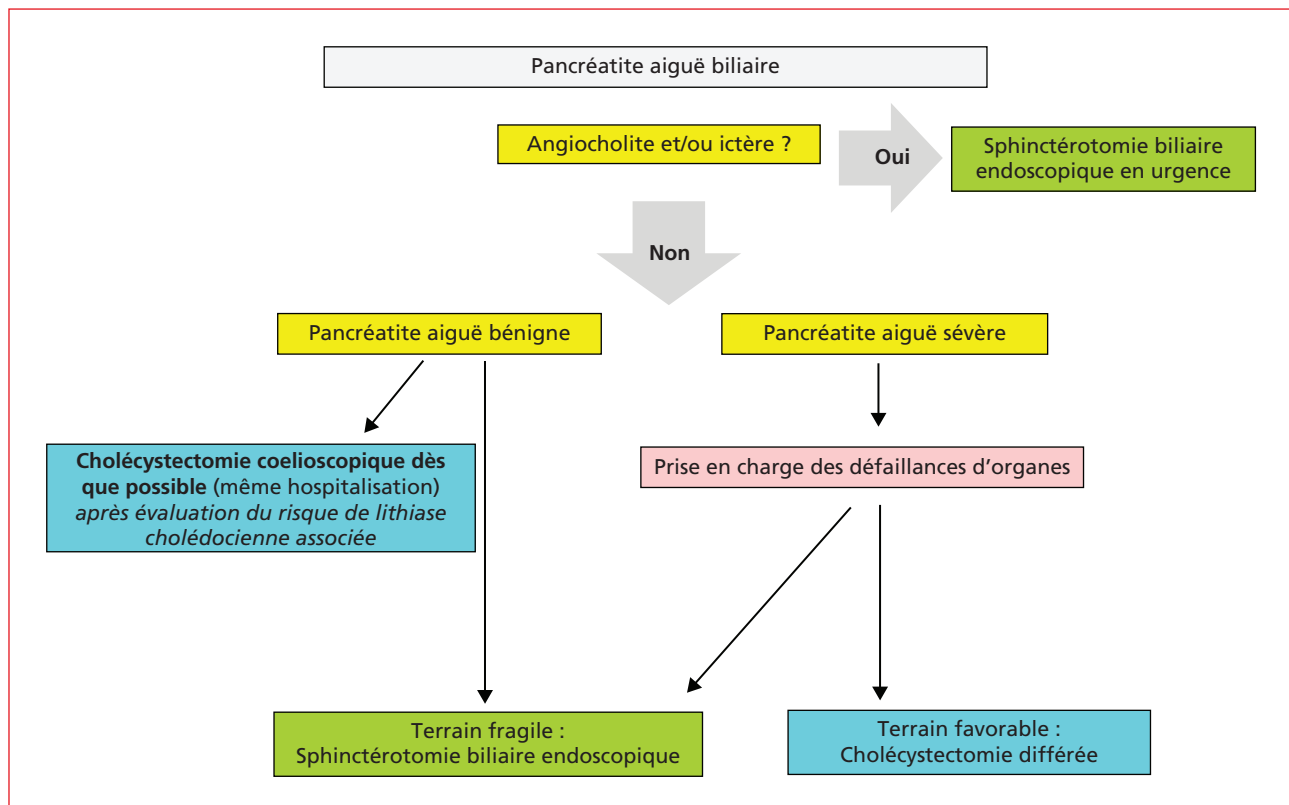 Pancréatite aiguë biliaire
Angiocholite et/ou ictère ?
Oui
Sphinctérotomie biliaire
endoscopique en urgence
Non
Pancréatite aiguë bénigne
Pancréatite aiguë sévère
Cholécystectomie coelioscopique dès
que possible (même hospitalisation)
après évaluation du risque de lithiase
cholédocienne associée
Prise en charge des défaillances d'organes
Terrain fragile :
Sphinctérotomie biliaire endoscopique
Terrain favorable :
Cholécystectomie différée